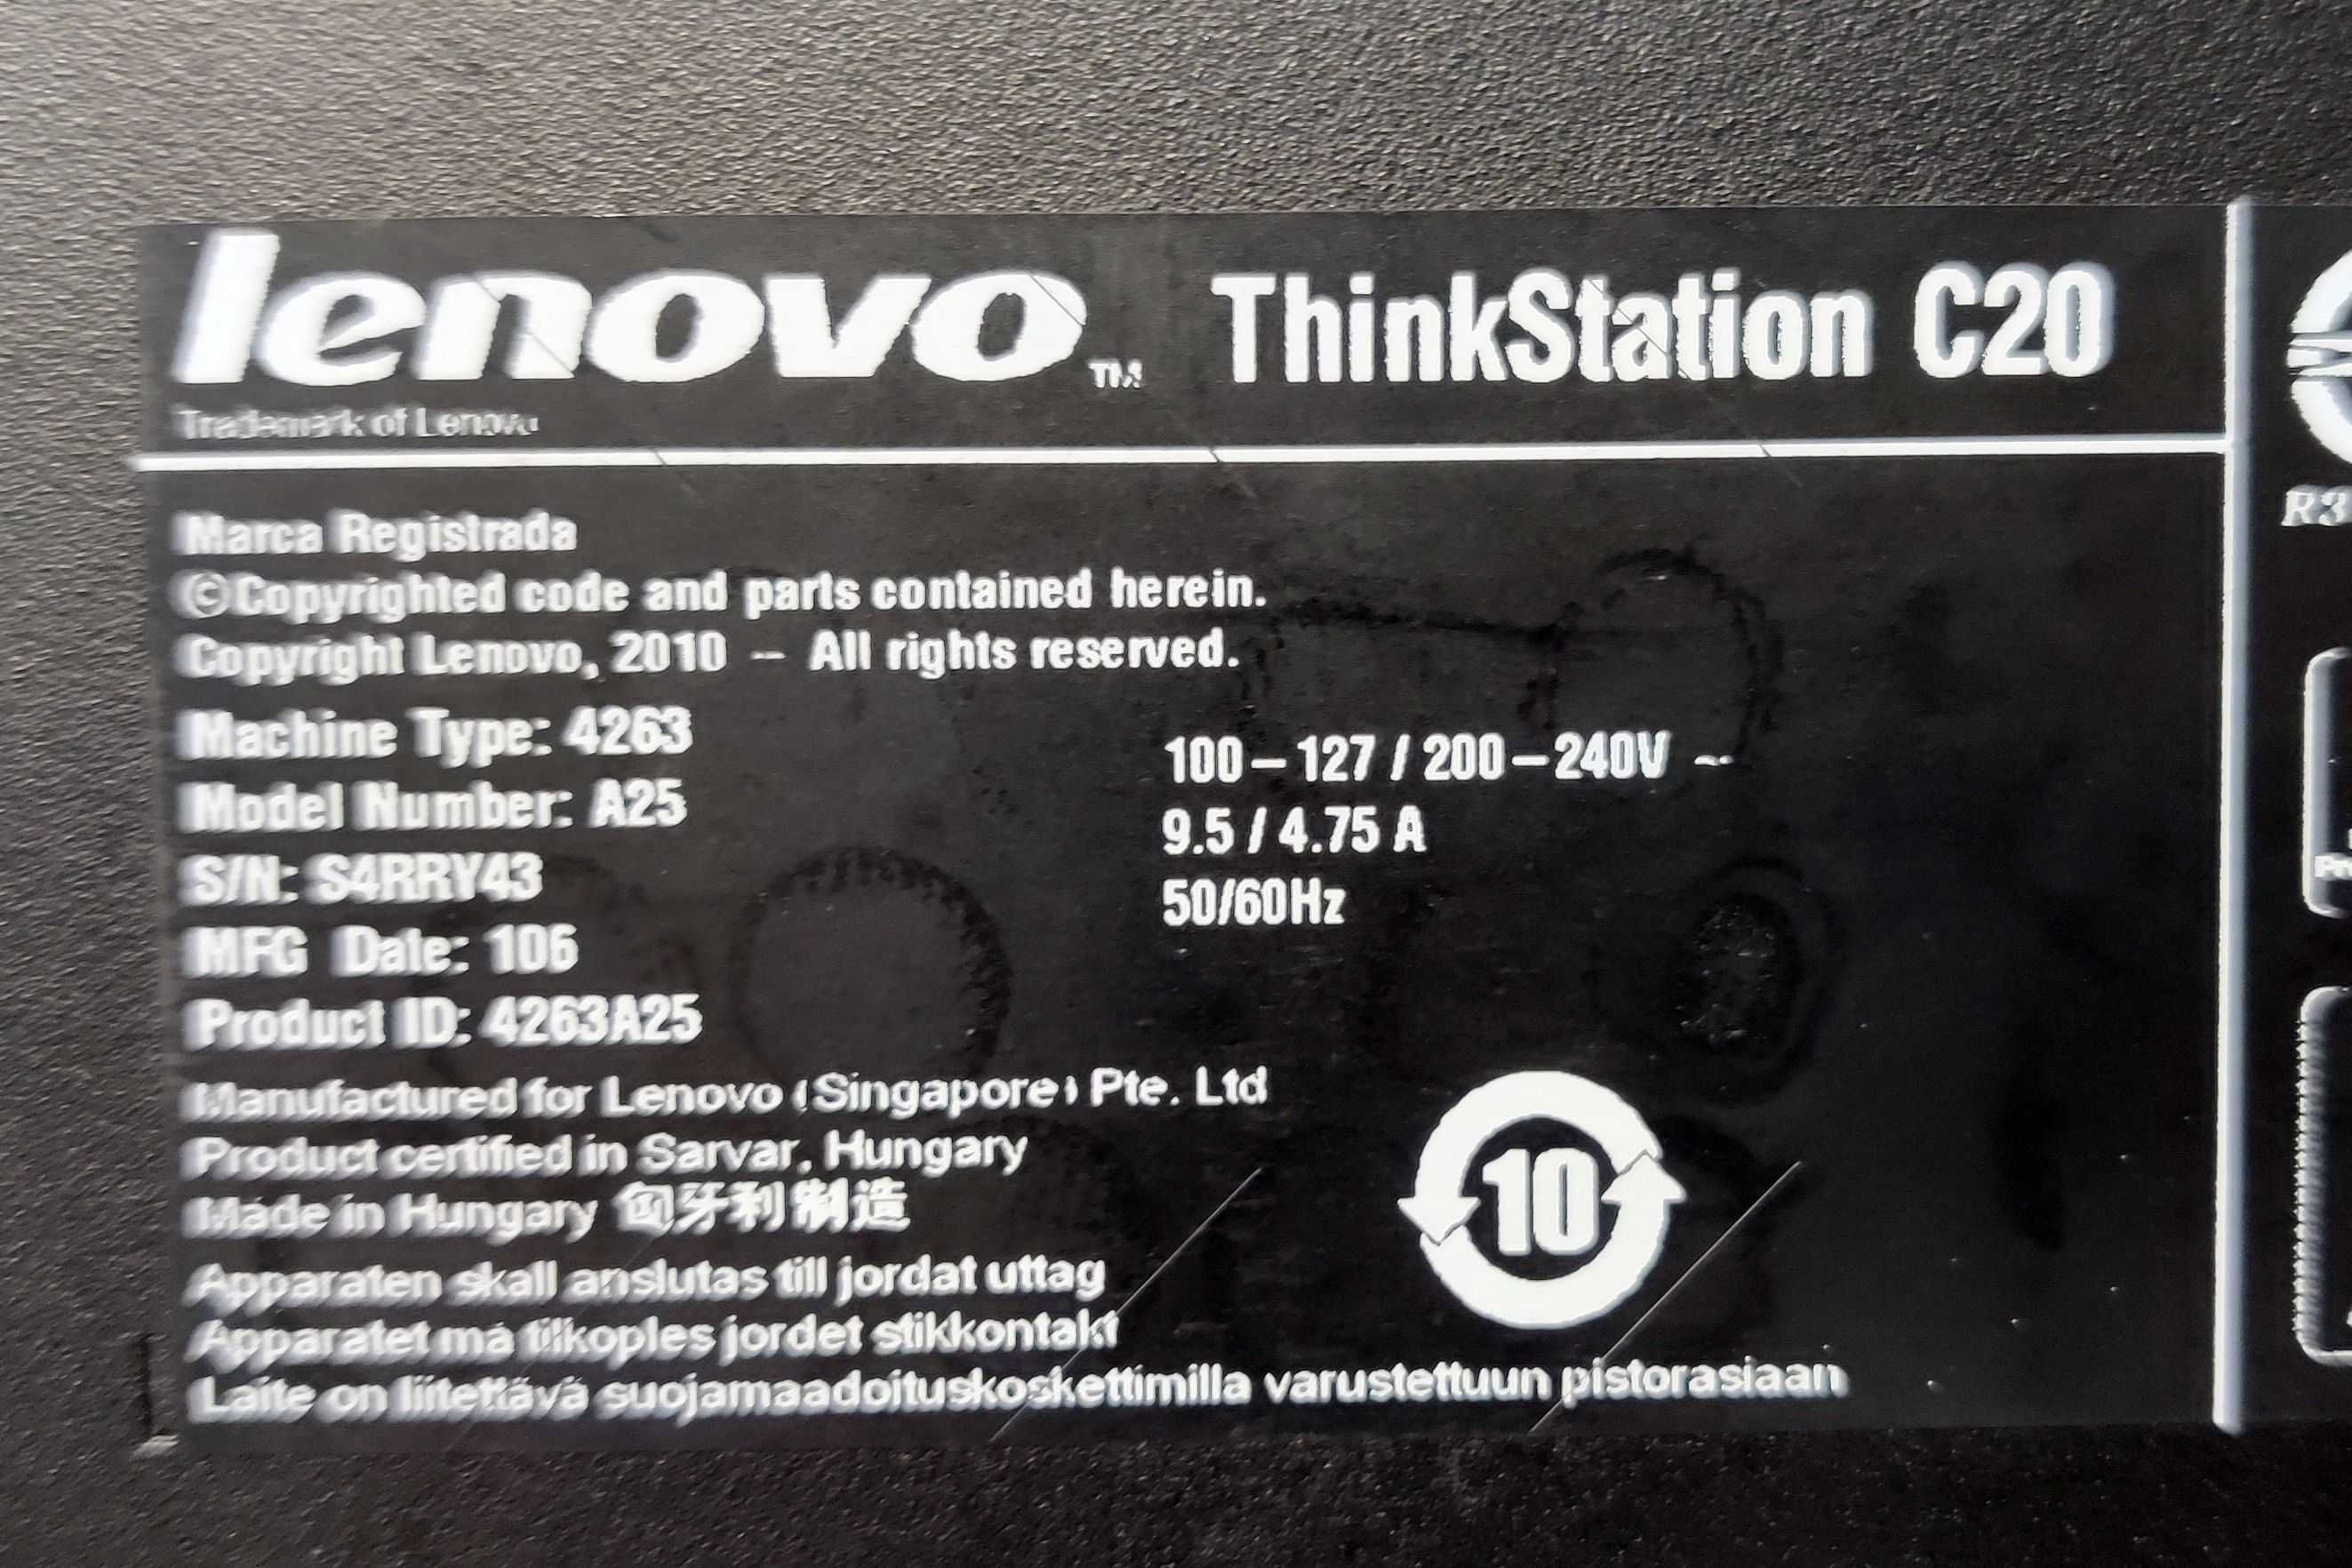 lenovo™ ThinkStation C20
Trademark of Lenovo
Marca Registrada
©Copyrighted code and parts contained herein.
Copyright Lenovo, 2010 – All rights reserved.
Machine Type: 4263
Model Number: A25
S/N: S4RRY43
MFG Date: 106
Product ID: 4263A25
100–127 / 200–240V ~
9.5 / 4.75 A
50/60Hz
Manufactured for Lenovo (Singapore) Pte. Ltd
Product certified in Sarvar, Hungary
Made in Hungary 匈牙利制造
10
Apparaten skall anslutas till jordat uttag
Apparatet må tilkoples jordet stikkontakt
Laite on liitettävä suojamaadoituskoskettimilla varustettuun pistorasiaan
R3